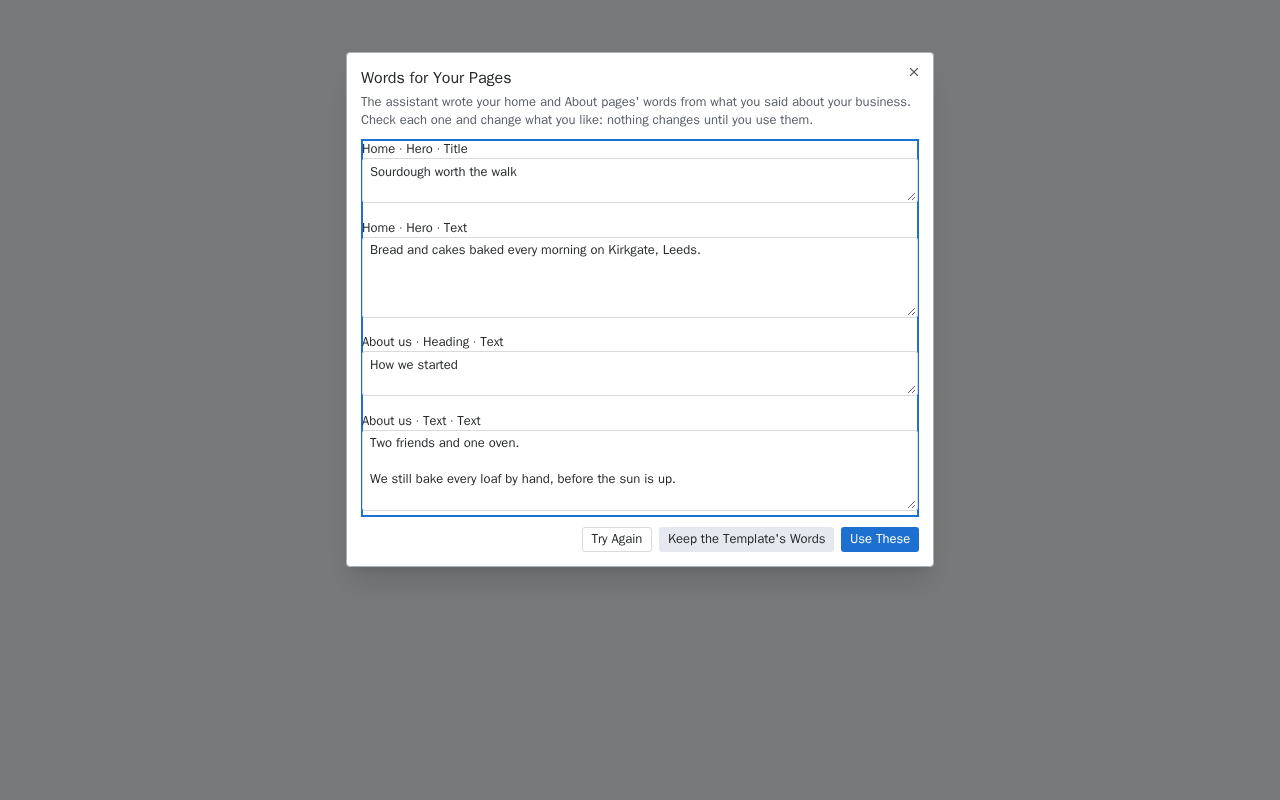 Words for Your Pages
The assistant wrote your home and About pages' words from what you said about your business.
Check each one and change what you like: nothing changes until you use them.
Home · Hero · Title
Sourdough worth the walk
Home · Hero · Text
Bread and cakes baked every morning on Kirkgate, Leeds.
About us · Heading · Text
How we started
About us · Text · Text
Two friends and one oven.
We still bake every loaf by hand, before the sun is up.
Try Again
Keep the Template's Words
Use These